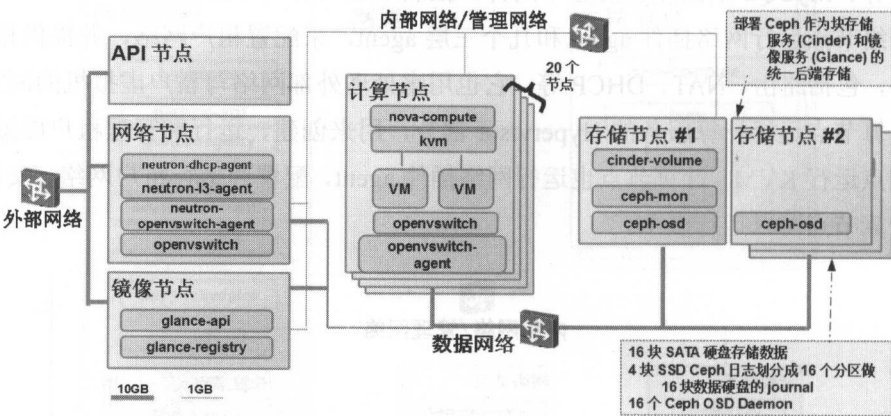 内部网络/管理网络
API 节点
20 个
节点
部署 Ceph 作为块存储
服务 (Cinder) 和镜
像服务 (Glance) 的
统一后端存储
网络节点
neutron-dhcp-agent
neutron-l3-agent
neutron-
openvswitch-agent
openvswitch
外部网络
镜像节点
glance-api
glance-registry
10GB
1GB
计算节点
nova-compute
kvm
VM
VM
openvswitch
openvswitch-
agent
数据网络
存储节点 #1
cinder-volume
ceph-mon
ceph-osd
存储节点 #2
ceph-osd
16 块 SATA 硬盘存储数据
4 块 SSD Ceph 日志划分成 16 个分区做
16 块数据硬盘的 journal
16 个 Ceph OSD Daemon